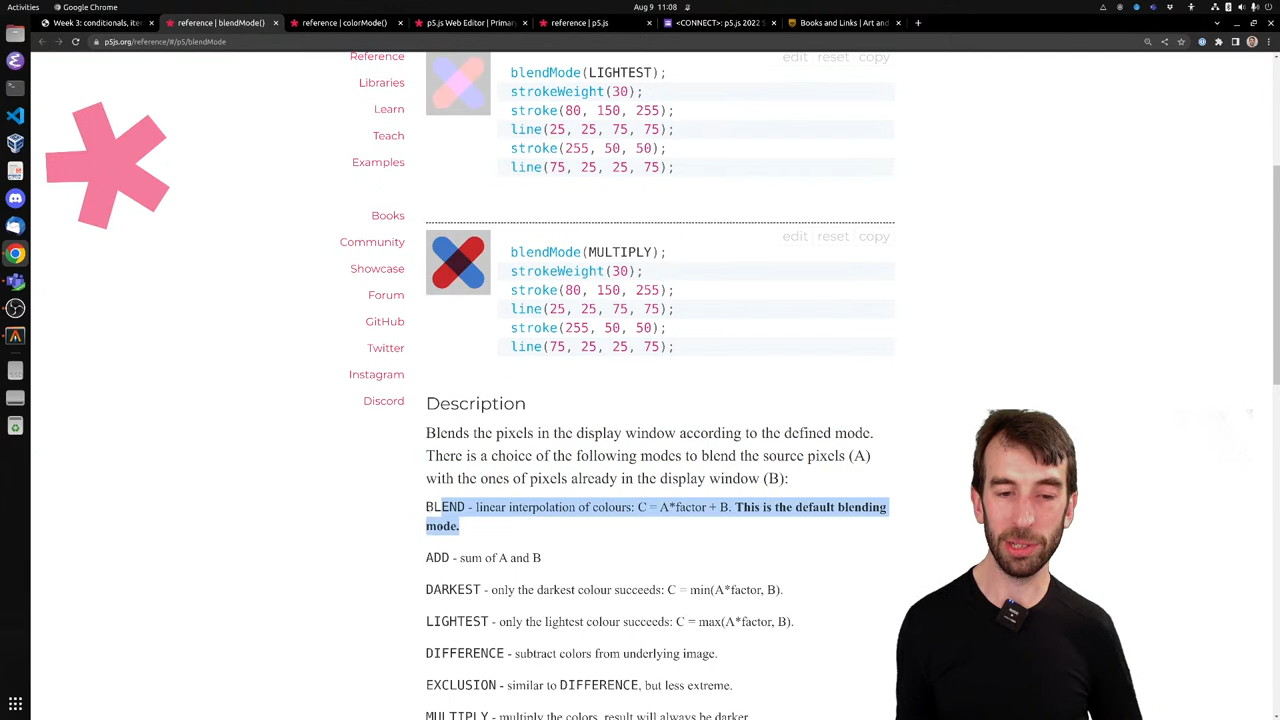 Activities
Google Chrome
Aug 9 11:08
Week 3: conditionals, iter
reference | blendMode()
reference | colorMode()
p5.js Web Editor | Primary
reference | p5.js
<CONNECT>: p5.js 2022 S
Books and Links | Art and
p5js.org/reference/#/p5/blendMode
Reference
Libraries
Learn
Teach
Examples
Books
Community
Showcase
Forum
GitHub
Twitter
Instagram
Discord
edit reset copy
blendMode(LIGHTEST);
strokeWeight(30);
stroke(80, 150, 255);
line(25, 25, 75, 75);
stroke(255, 50, 50);
line(75, 25, 25, 75);
edit reset copy
blendMode(MULTIPLY);
strokeWeight(30);
stroke(80, 150, 255);
line(25, 25, 75, 75);
stroke(255, 50, 50);
line(75, 25, 25, 75);
Description
Blends the pixels in the display window according to the defined mode.
There is a choice of the following modes to blend the source pixels (A)
with the ones of pixels already in the display window (B):
BLEND - linear interpolation of colours: C = A*factor + B. This is the default blending
mode.
ADD - sum of A and B
DARKEST - only the darkest colour succeeds: C = min(A*factor, B).
LIGHTEST - only the lightest colour succeeds: C = max(A*factor, B).
DIFFERENCE - subtract colors from underlying image.
EXCLUSION - similar to DIFFERENCE, but less extreme.
MULTIPLY - multiply the colors, result will always be darker